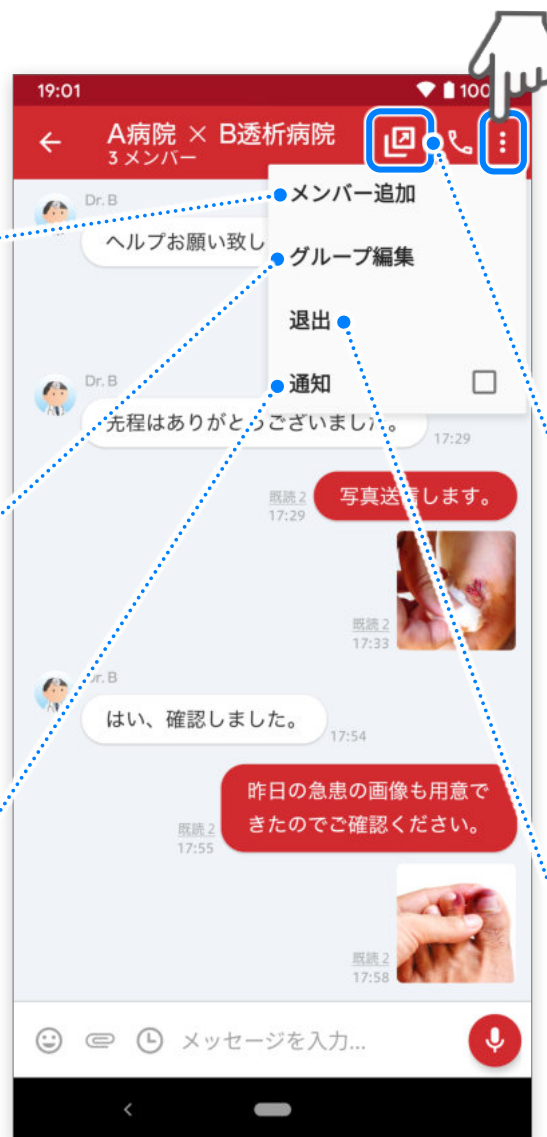 19:01
100
A病院 × B透析病院
3 メンバー
メンバー追加
グループ編集
退出
通知
Dr. B
ヘルプお願い致し
Dr. B
先程はありがとうございました。
17:29
写真送信します。
既読 2
17:29
既読 2
17:33
Dr. B
はい、確認しました。
17:54
昨日の急患の画像も用意で
きたのでご確認ください。
既読 2
17:55
既読 2
17:58
メッセージを入力...